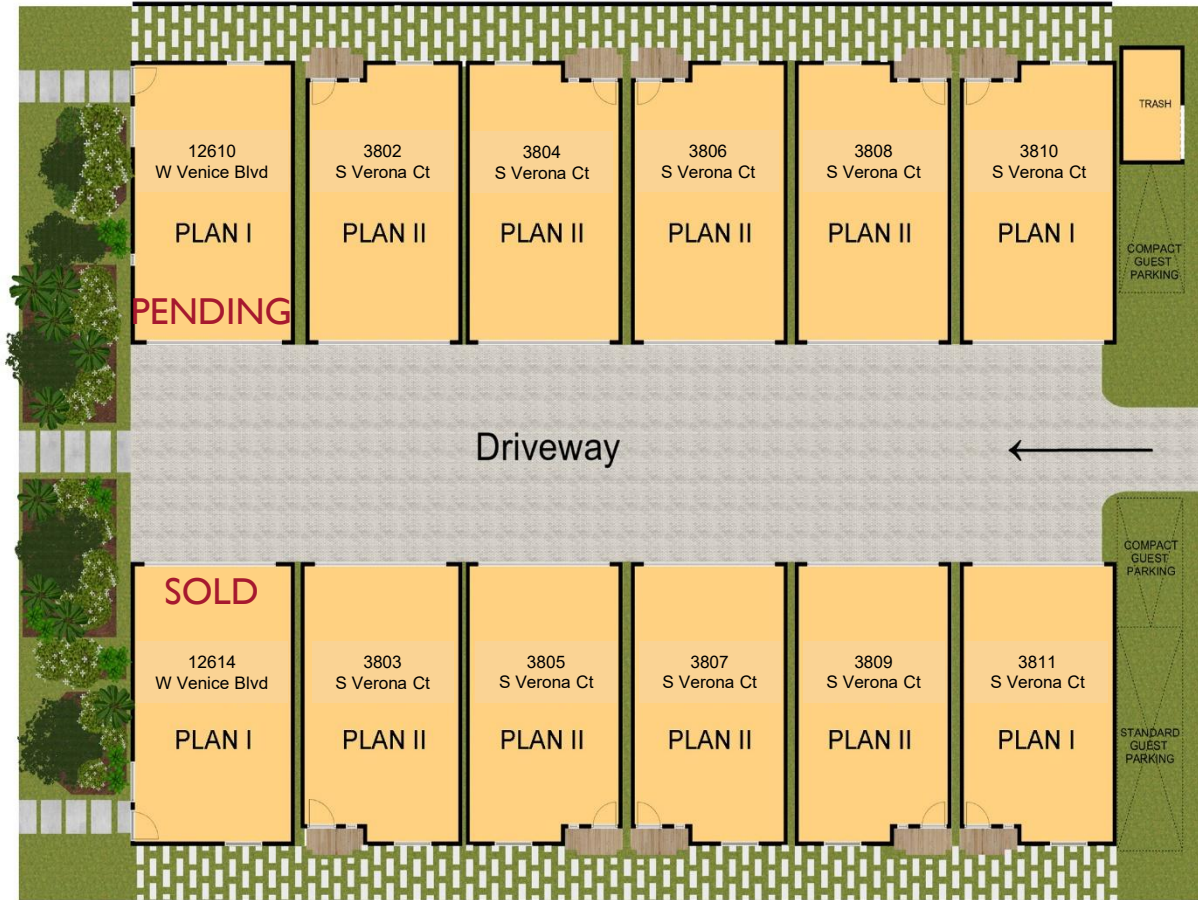 12610
W Venice Blvd
PLAN I
PENDING
3802
S Verona Ct
PLAN II
3804
S Verona Ct
PLAN II
3806
S Verona Ct
PLAN II
3808
S Verona Ct
PLAN II
3810
S Verona Ct
PLAN I
TRASH
COMPACT
GUEST
PARKING
Driveway
SOLD
12614
W Venice Blvd
PLAN I
3803
S Verona Ct
PLAN II
3805
S Verona Ct
PLAN II
3807
S Verona Ct
PLAN II
3809
S Verona Ct
PLAN II
3811
S Verona Ct
PLAN I
COMPACT
GUEST
PARKING
STANDARD
GUEST
PARKING